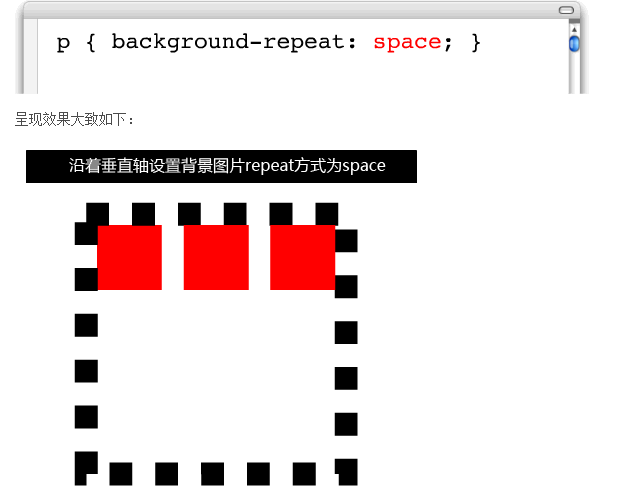 p { background-repeat: space; }
呈现效果大致如下：
沿着垂直轴设置背景图片repeat方式为space